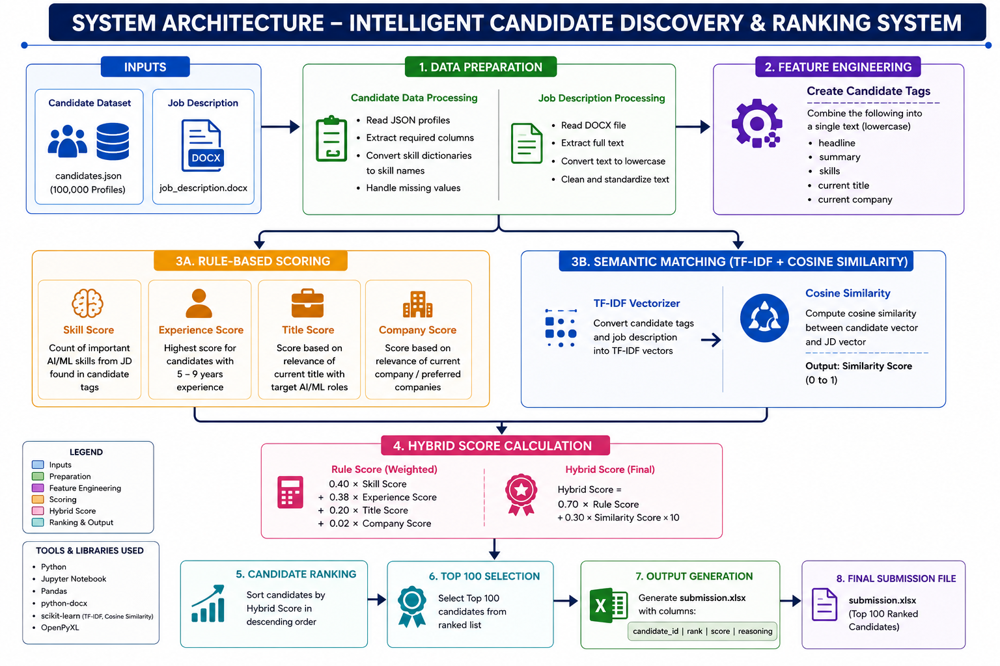 SYSTEM ARCHITECTURE – INTELLIGENT CANDIDATE DISCOVERY & RANKING SYSTEM
INPUTS
Candidate Dataset
candidates.json
(100,000 Profiles)
Job Description
DOCX
job_description.docx
1. DATA PREPARATION
Candidate Data Processing
• Read JSON profiles
• Extract required columns
• Convert skill dictionaries
to skill names
• Handle missing values
Job Description Processing
• Read DOCX file
• Extract full text
• Convert text to lowercase
• Clean and standardize text
2. FEATURE ENGINEERING
Create Candidate Tags
Combine the following into
a single text (lowercase)
• headline
• summary
• skills
• current title
• current company
3A. RULE-BASED SCORING
Skill Score
Count of important
AI/ML skills from JD
found in candidate
tags
Experience Score
Highest score for
candidates with
5 – 9 years
experience
Title Score
Score based on
relevance of
current title with
target AI/ML roles
Company Score
Score based on
relevance of current
company / preferred
companies
3B. SEMANTIC MATCHING (TF-IDF + COSINE SIMILARITY)
TF-IDF Vectorizer
Convert candidate tags
and job description
into TF-IDF vectors
Cosine Similarity
Compute cosine similarity
between candidate vector
and JD vector
Output: Similarity Score
(0 to 1)
LEGEND
Inputs
Preparation
Feature Engineering
Scoring
Hybrid Score
Ranking & Output
4. HYBRID SCORE CALCULATION
Rule Score (Weighted)
0.40 × Skill Score
+ 0.38 × Experience Score
+ 0.20 × Title Score
+ 0.02 × Company Score
Hybrid Score (Final)
Hybrid Score =
0.70 × Rule Score
+ 0.30 × Similarity Score × 10
TOOLS & LIBRARIES USED
• Python
• Jupyter Notebook
• Pandas
• python-docx
• scikit-learn (TF-IDF, Cosine Similarity)
• OpenPyXL
5. CANDIDATE RANKING
Sort candidates by
Hybrid Score in
descending order
6. TOP 100 SELECTION
Select Top 100
candidates from
ranked list
7. OUTPUT GENERATION
X
Generate submission.xlsx
with columns:
candidate_id | rank | score | reasoning
8. FINAL SUBMISSION FILE
submission.xlsx
(Top 100 Ranked
Candidates)